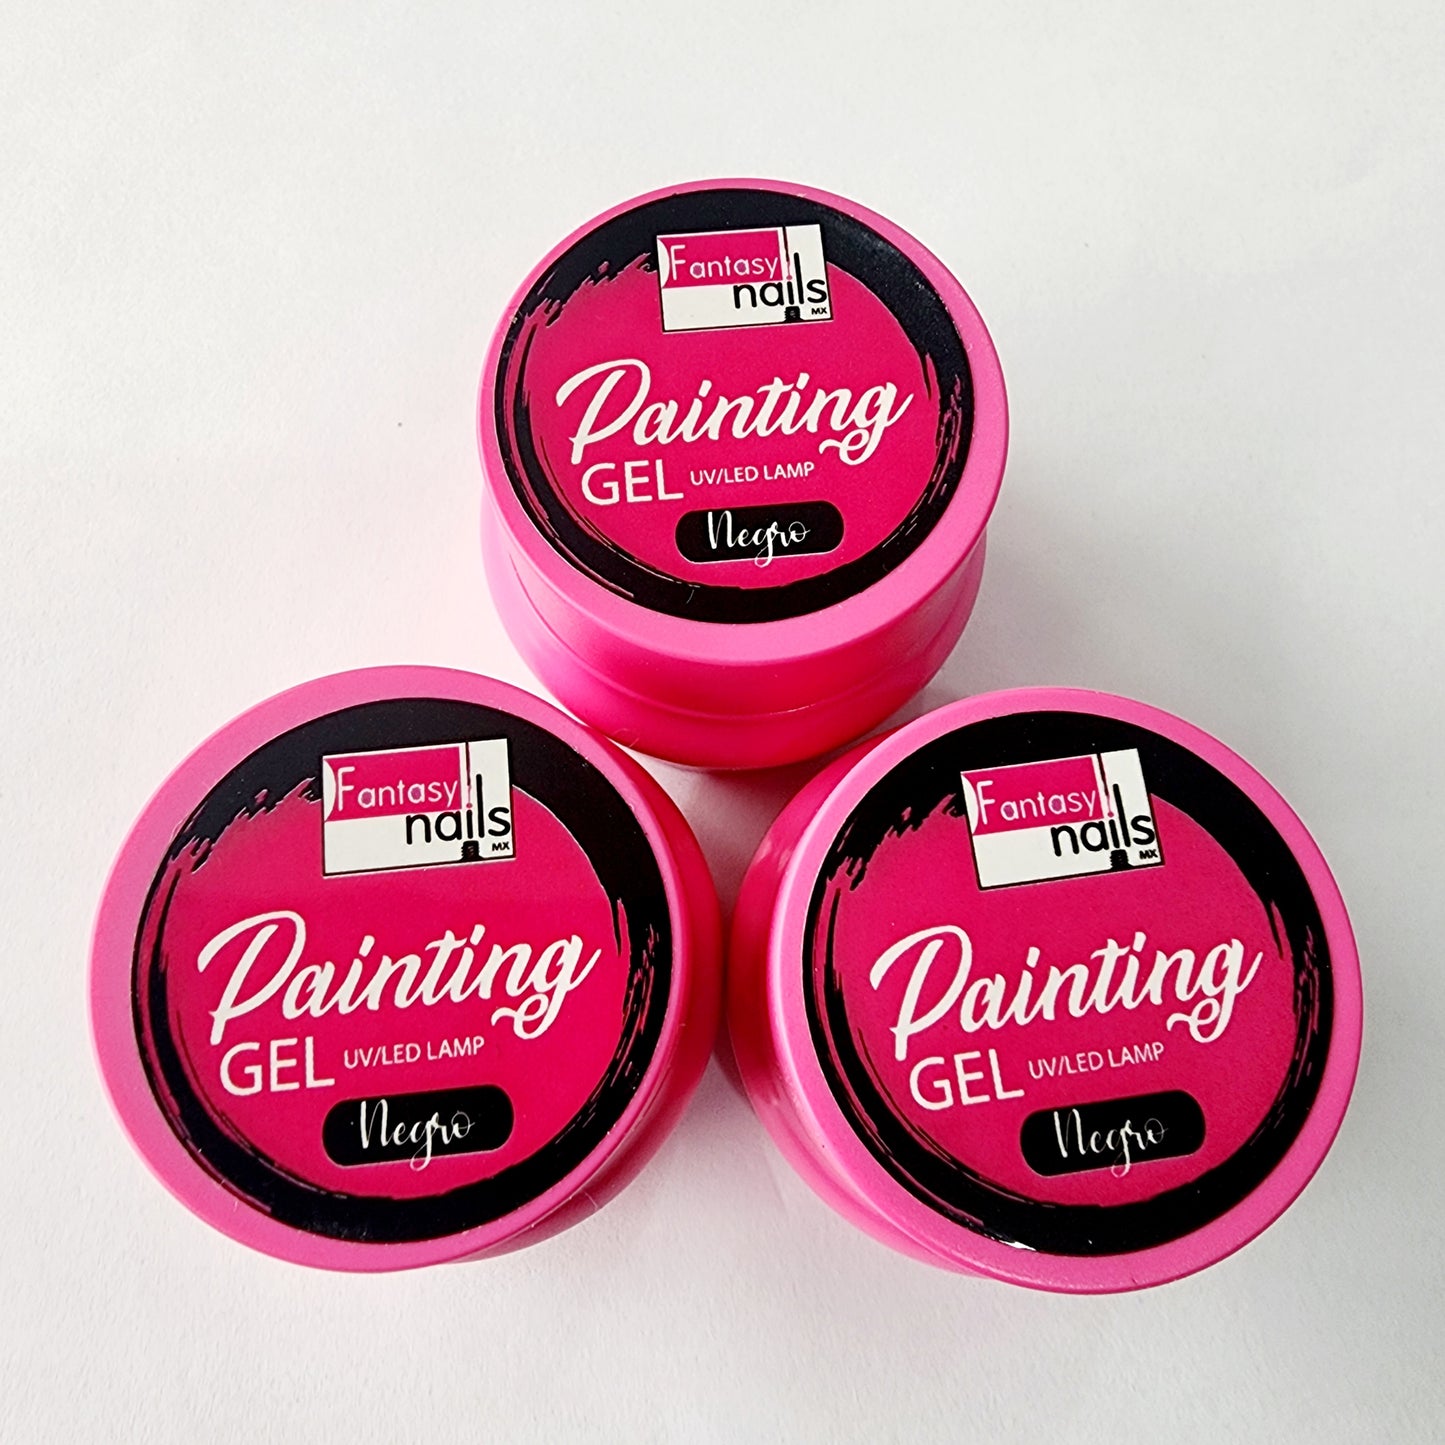 Fantasy
nails
MX
Painting
GEL UV/LED LAMP
Negro
Fantasy
nails
MX
Painting
GEL UV/LED LAMP
Negro
Fantasy
nails
MX
Painting
GEL UV/LED LAMP
Negro